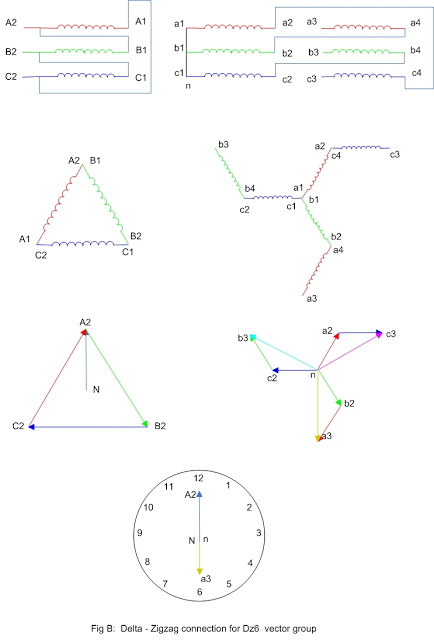 A2 A1 a1 a2 a3 a4
B2 B1 b1 b2 b3 b4
C2 C1 c1 c2 c3 c4
n
A2 B1
A1 B2
C2 C1
b3 a2 c4 c3
b4 a1
c2 c1 b1
b2
a4
a3
A2
N
C2 B2
b3 a2 c3
n
c2
b2
a3
12
11 1
A2
10 2
9 N n 3
8 4
a3
7 5
6
Fig B: Delta - Zigzag connection for Dz6 vector group